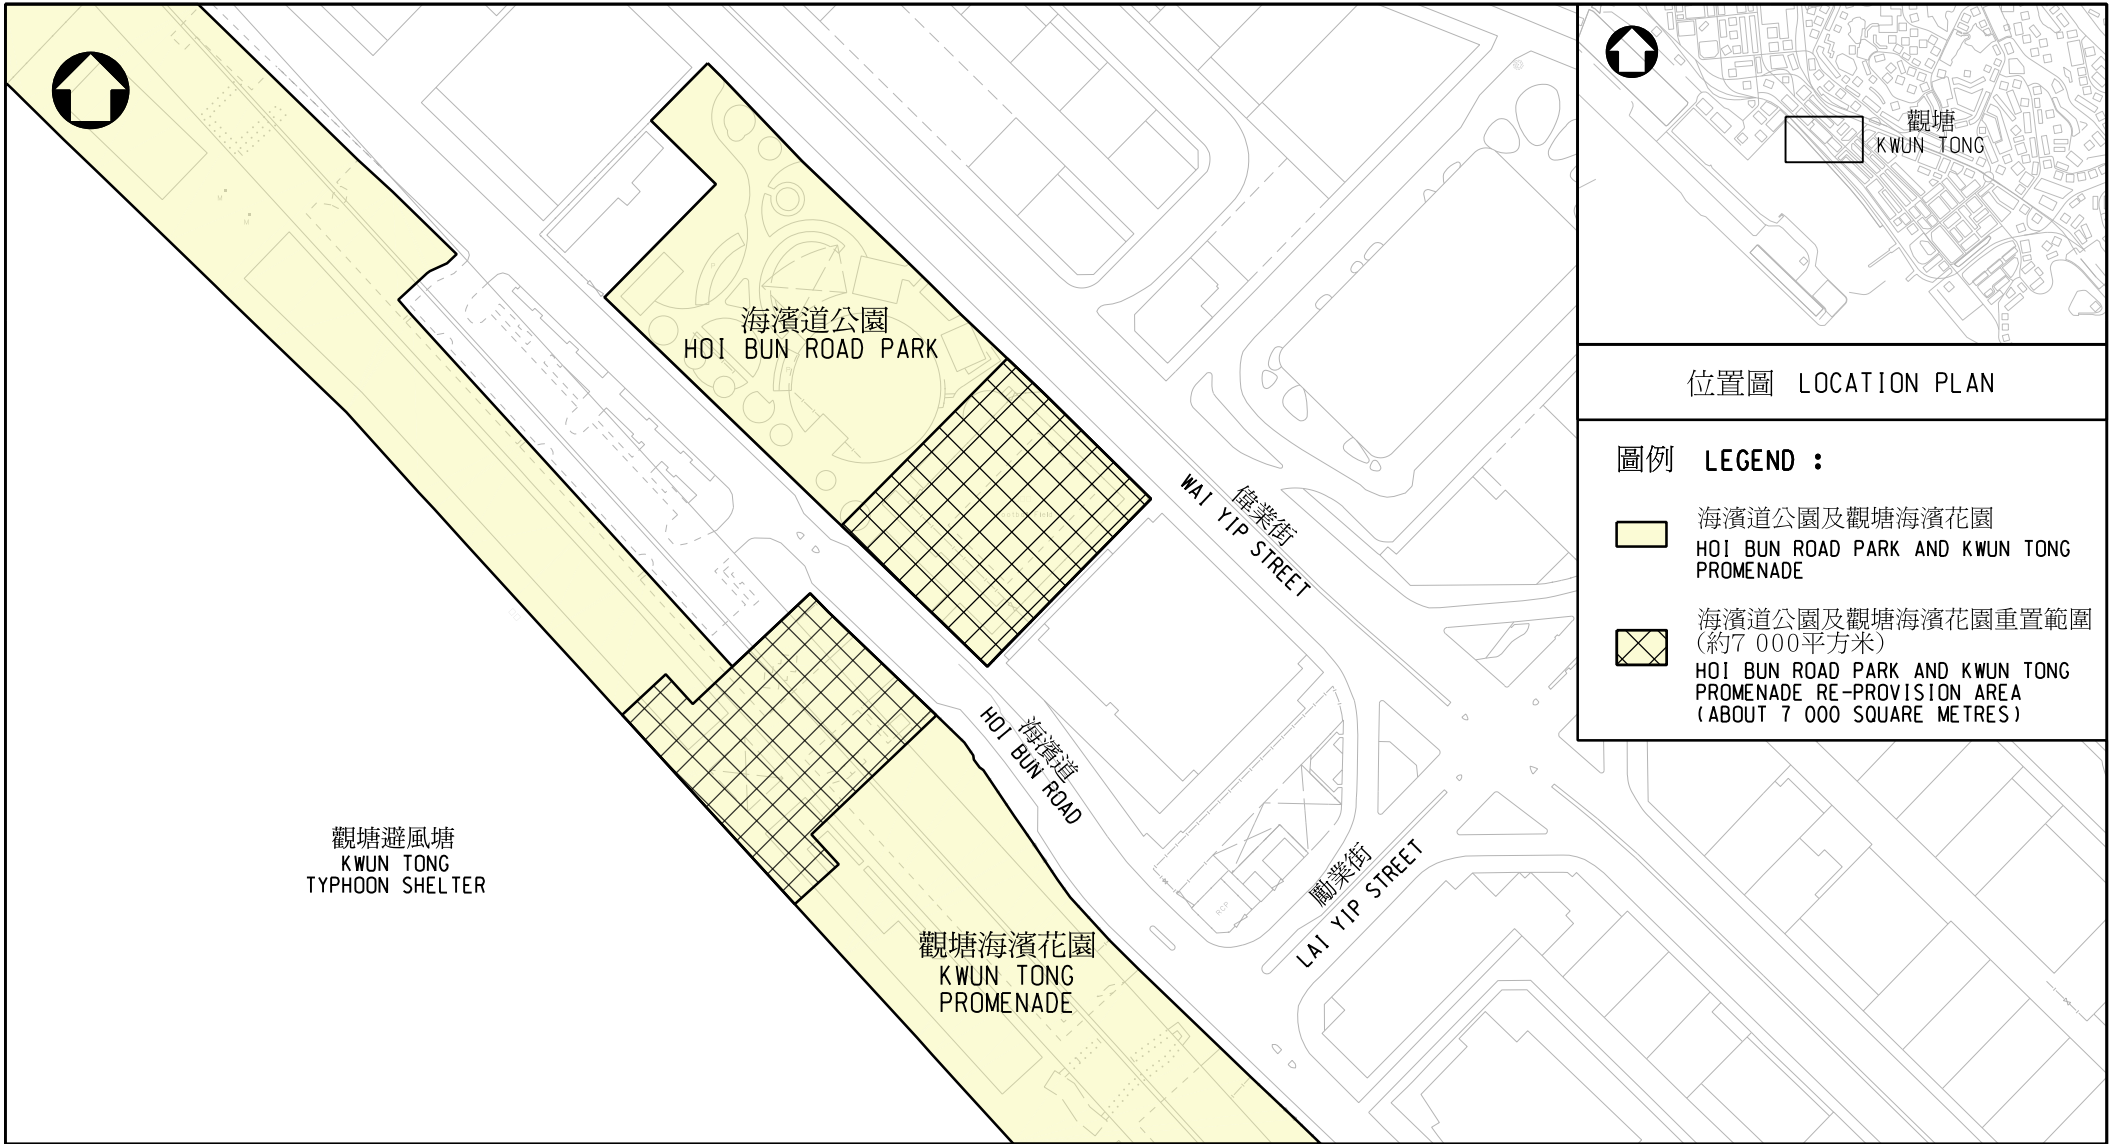 海濱道公園
HOI BUN ROAD PARK
偉業街
WAI YIP STREET
海濱道
HOI BUN ROAD
勵業街
LAI YIP STREET
RCP
觀塘避風塘
KWUN TONG
TYPHOON SHELTER
觀塘海濱花園
KWUN TONG
PROMENADE
觀塘
KWUN TONG
位置圖 LOCATION PLAN
圖例 LEGEND :
海濱道公園及觀塘海濱花園
HOI BUN ROAD PARK AND KWUN TONG
PROMENADE
海濱道公園及觀塘海濱花園重置範圍
(約7 000平方米)
HOI BUN ROAD PARK AND KWUN TONG
PROMENADE RE-PROVISION AREA
(ABOUT 7 000 SQUARE METRES)